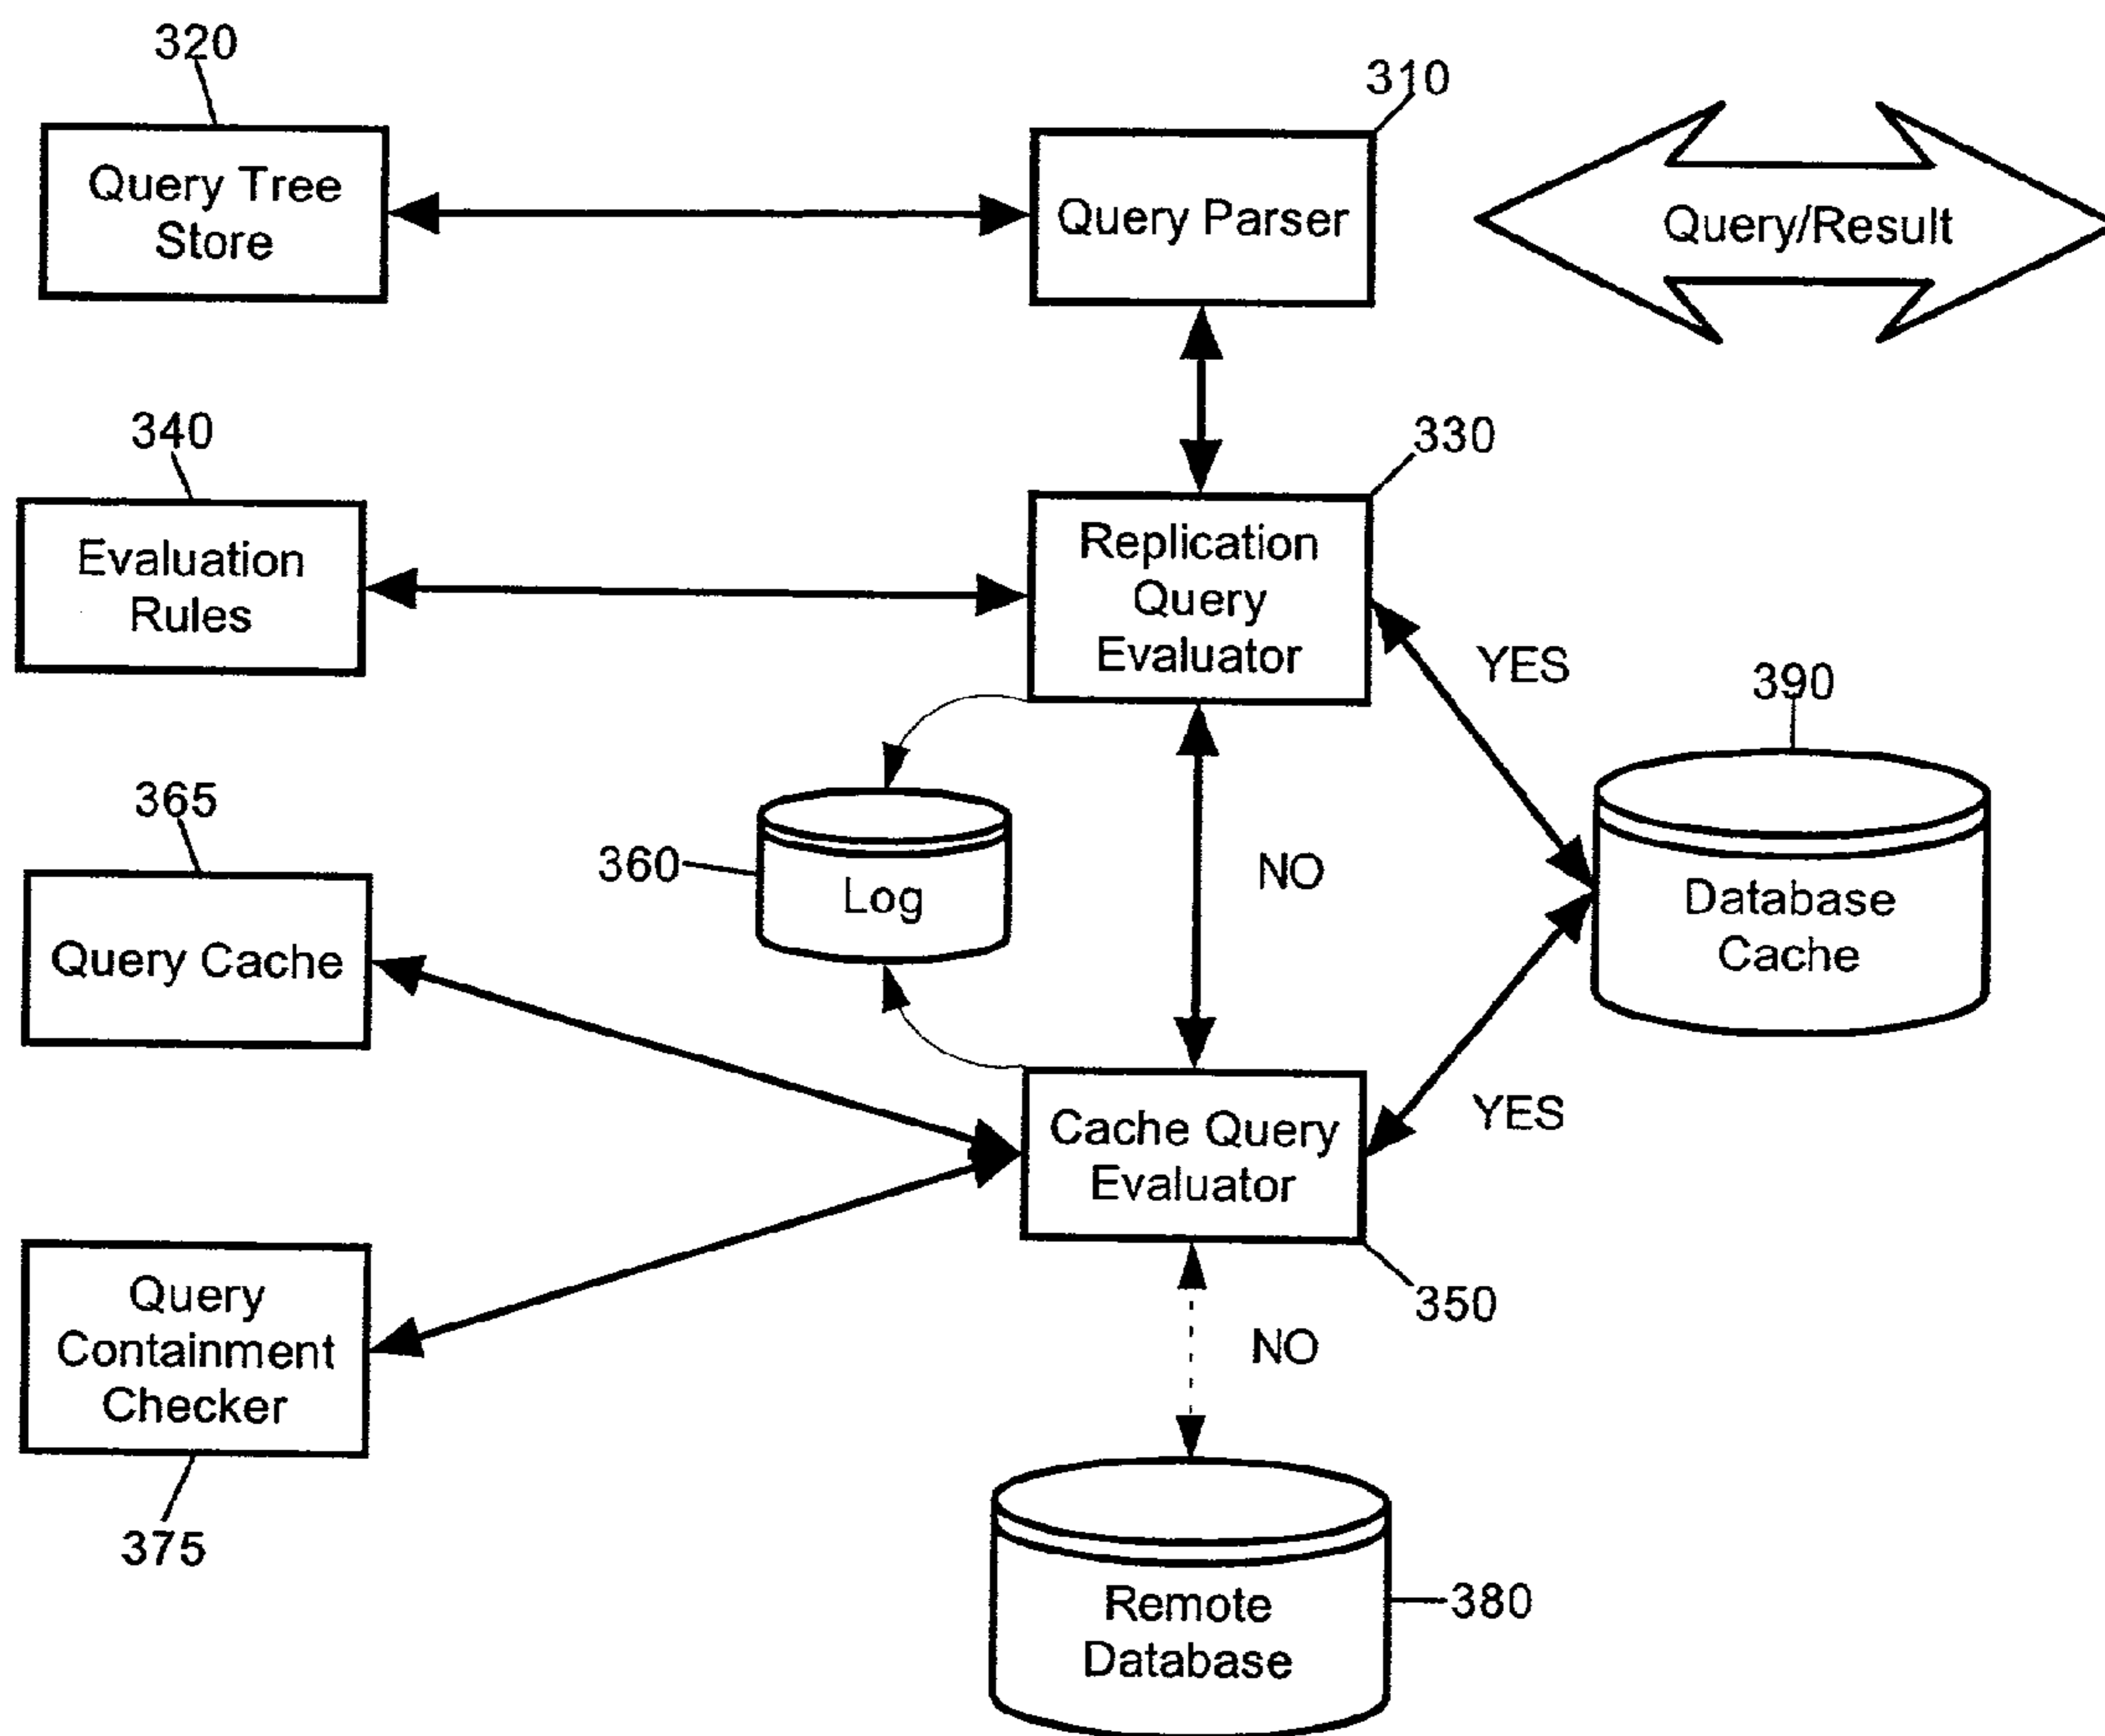 320
310
Query Tree
Store
Query Parser
Query/Result
340
330
Evaluation
Rules
Replication
Query
Evaluator
YES
390
365
360
Log
NO
Database
Cache
Query Cache
Cache Query
Evaluator
YES
350
Query
Containment
Checker
NO
375
Remote
Database
380